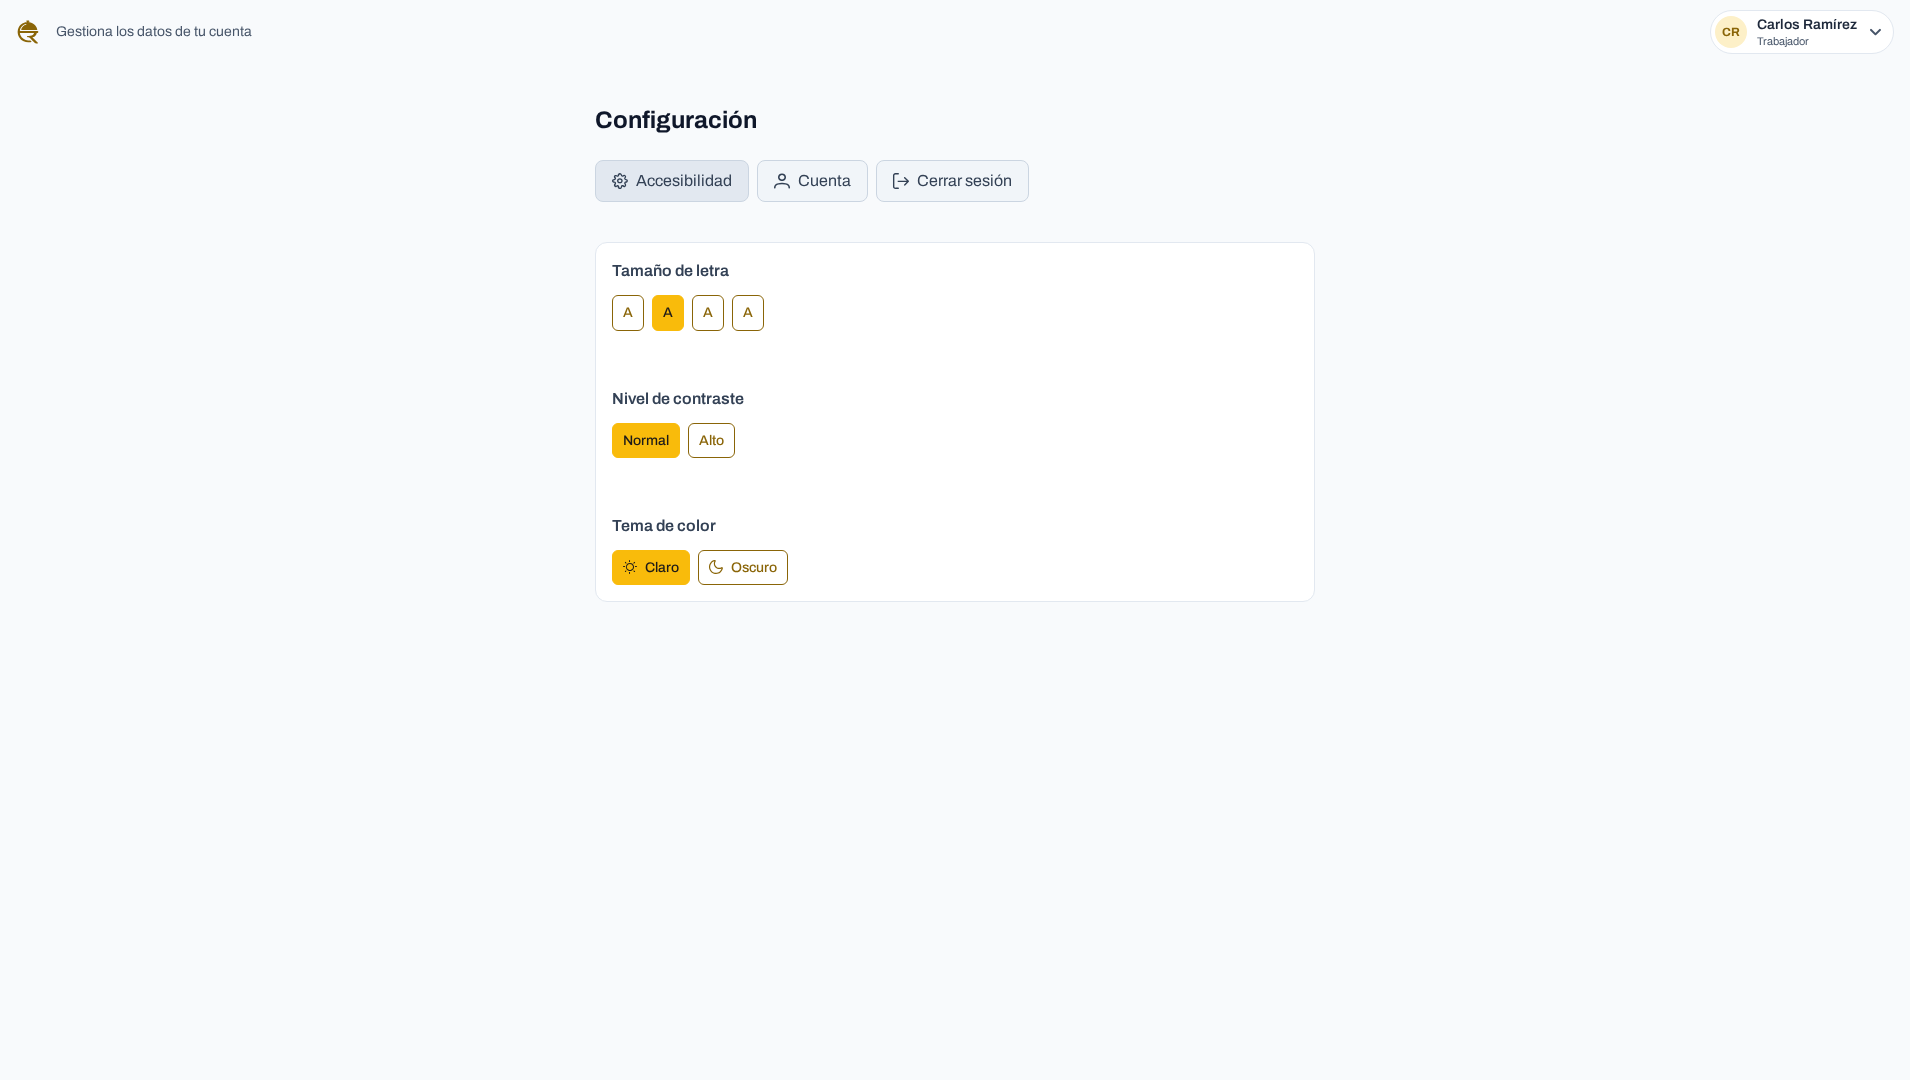 Gestiona los datos de tu cuenta
CR
Carlos Ramírez
Trabajador
Configuración
Accesibilidad
Cuenta
Cerrar sesión
Tamaño de letra
A A A A
Nivel de contraste
Normal Alto
Tema de color
Claro Oscuro